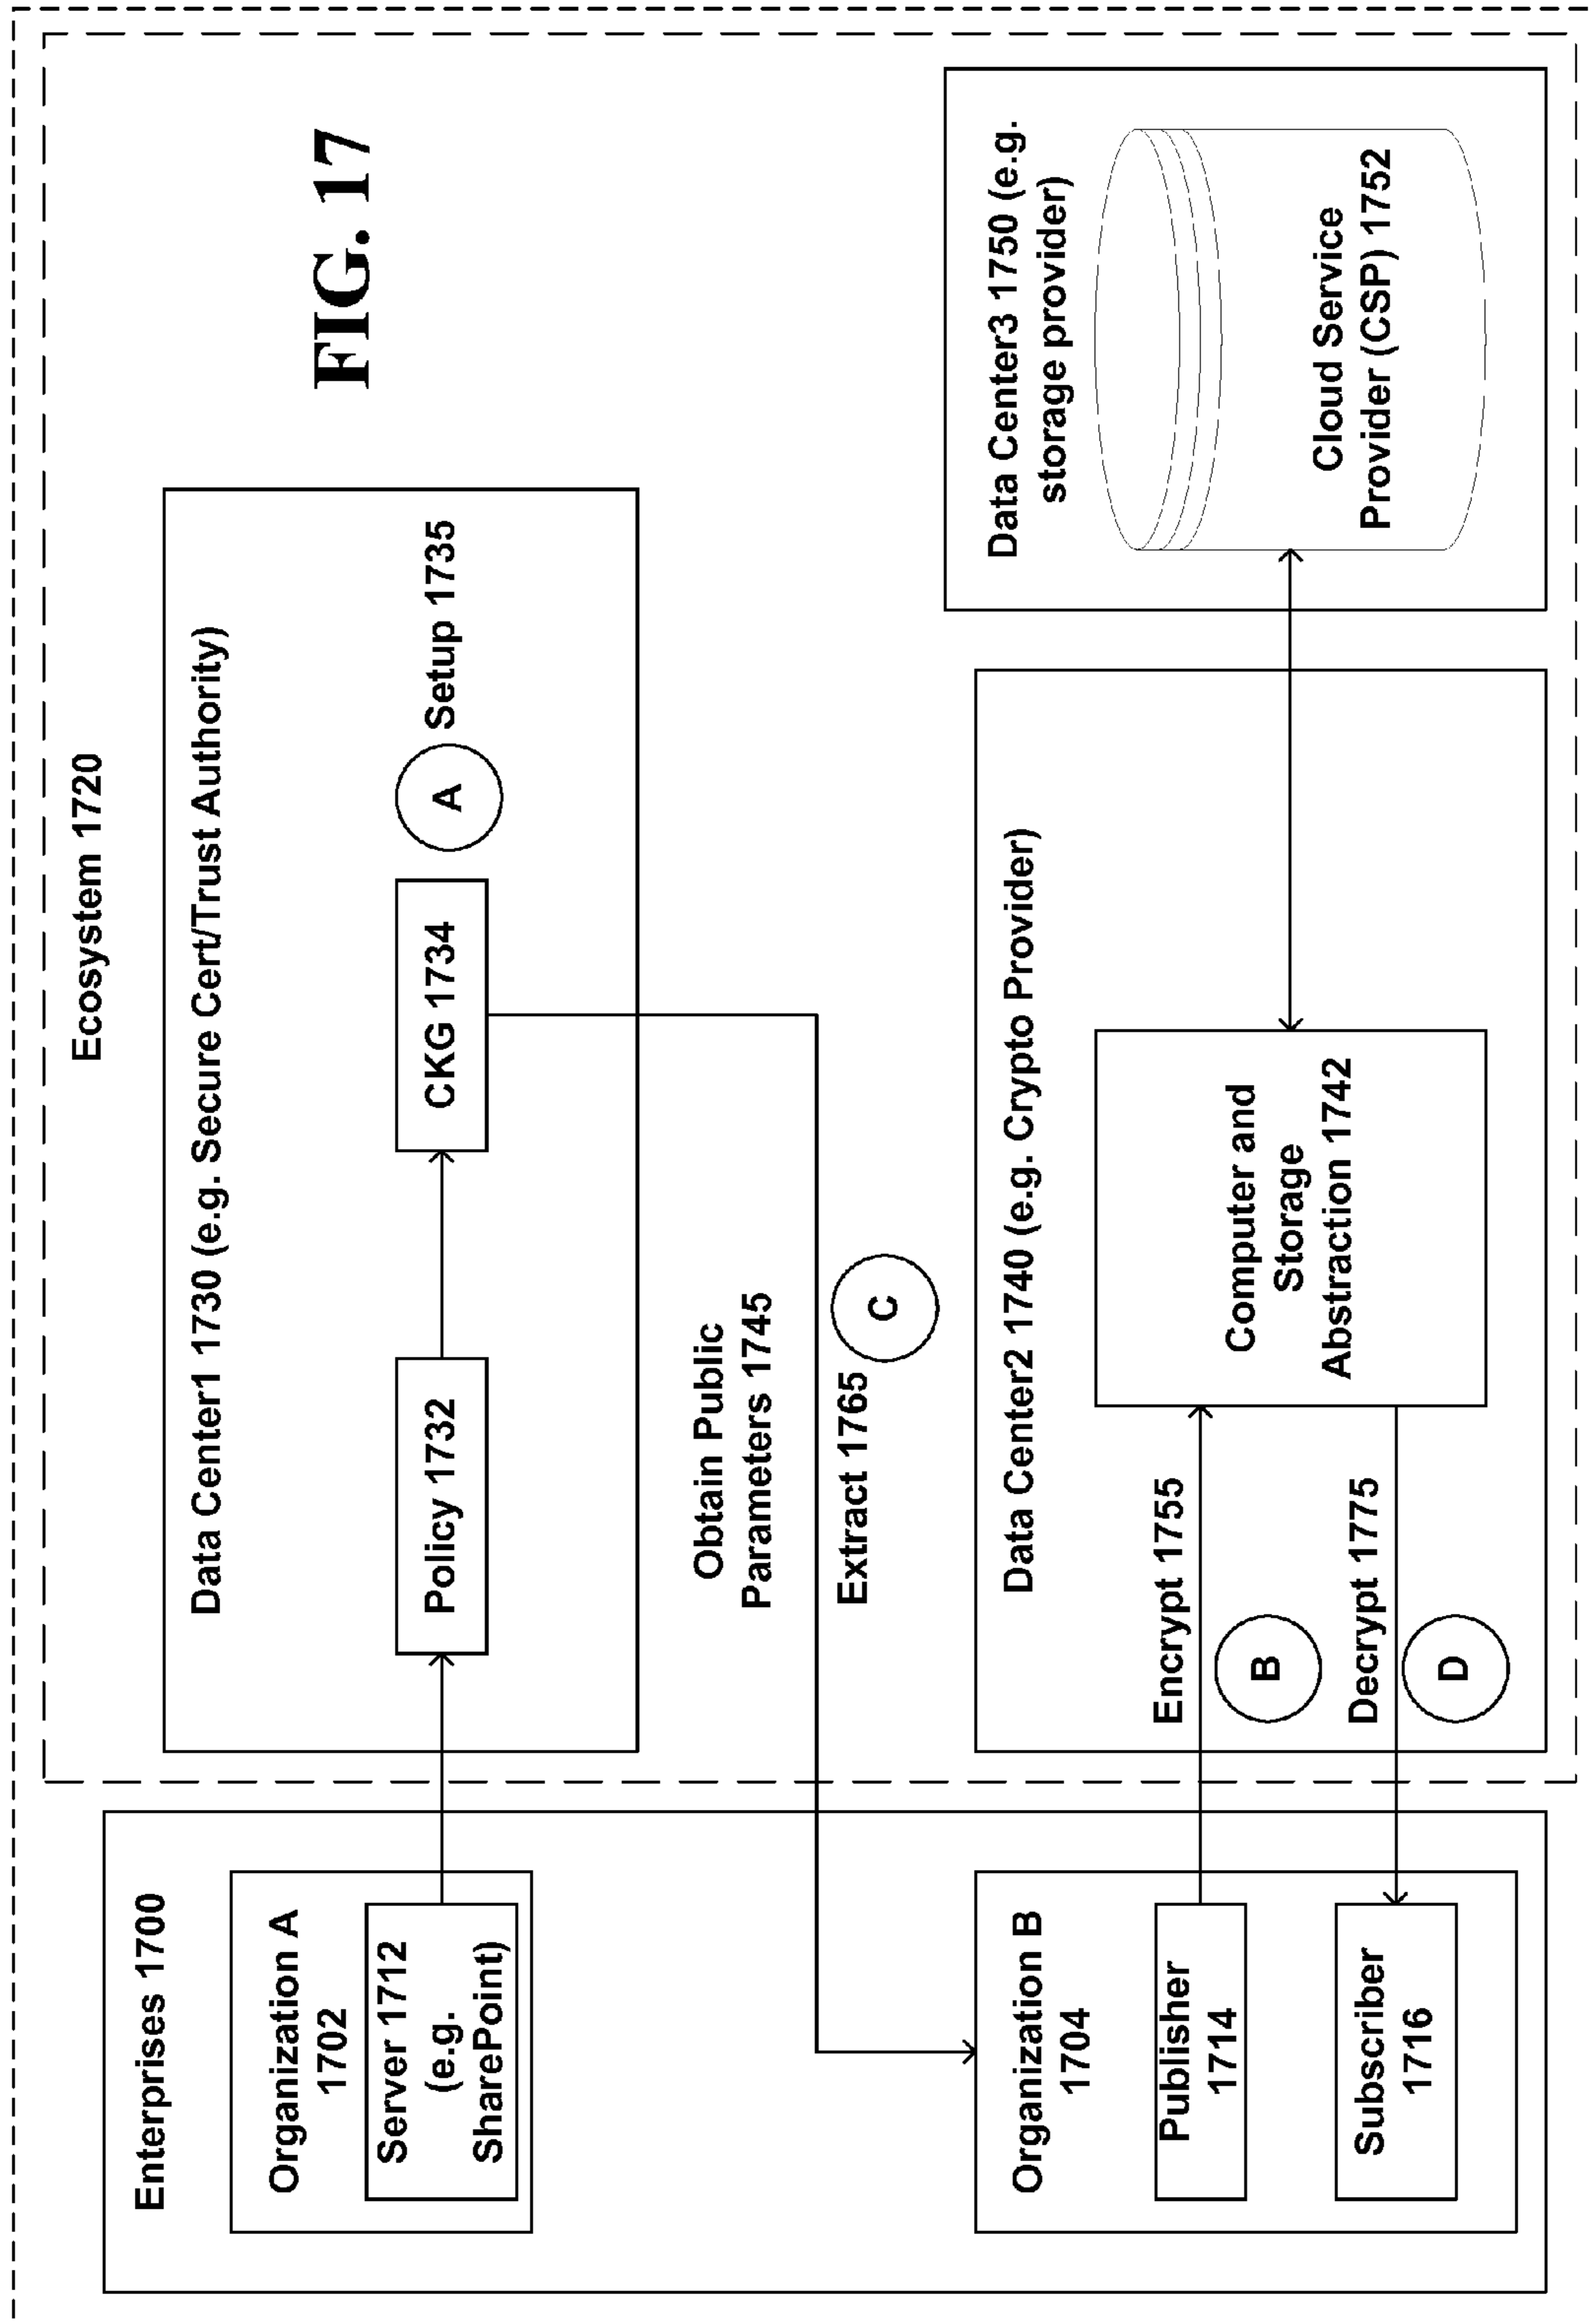 Ecosystem 1720
FIG. 17
Enterprises 1700
Organization A
1702
Server 1712
(e.g.
SharePoint)
Data Center1 1730 (e.g. Secure Cert/Trust Authority)
Policy 1732
CKG 1734
A
Setup 1735
Obtain Public
Parameters 1745
Extract 1765
C
Organization B
1704
Publisher
1714
Subscriber
1716
Data Center2 1740 (e.g. Crypto Provider)
Encrypt 1755
B
Decrypt 1775
D
Computer and
Storage
Abstraction 1742
Data Center3 1750 (e.g.
storage provider)
Cloud Service
Provider (CSP) 1752